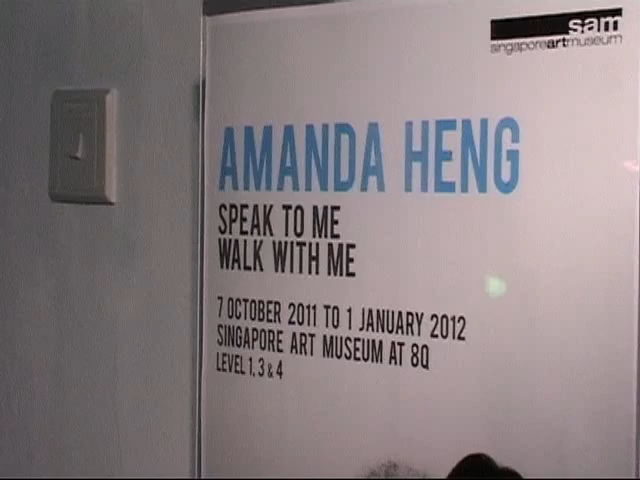 sam
singaporeartmuseum
AMANDA HENG
SPEAK TO ME
WALK WITH ME
7 OCTOBER 2011 TO 1 JANUARY 2012
SINGAPORE ART MUSEUM AT 8Q
LEVEL 1, 3 & 4